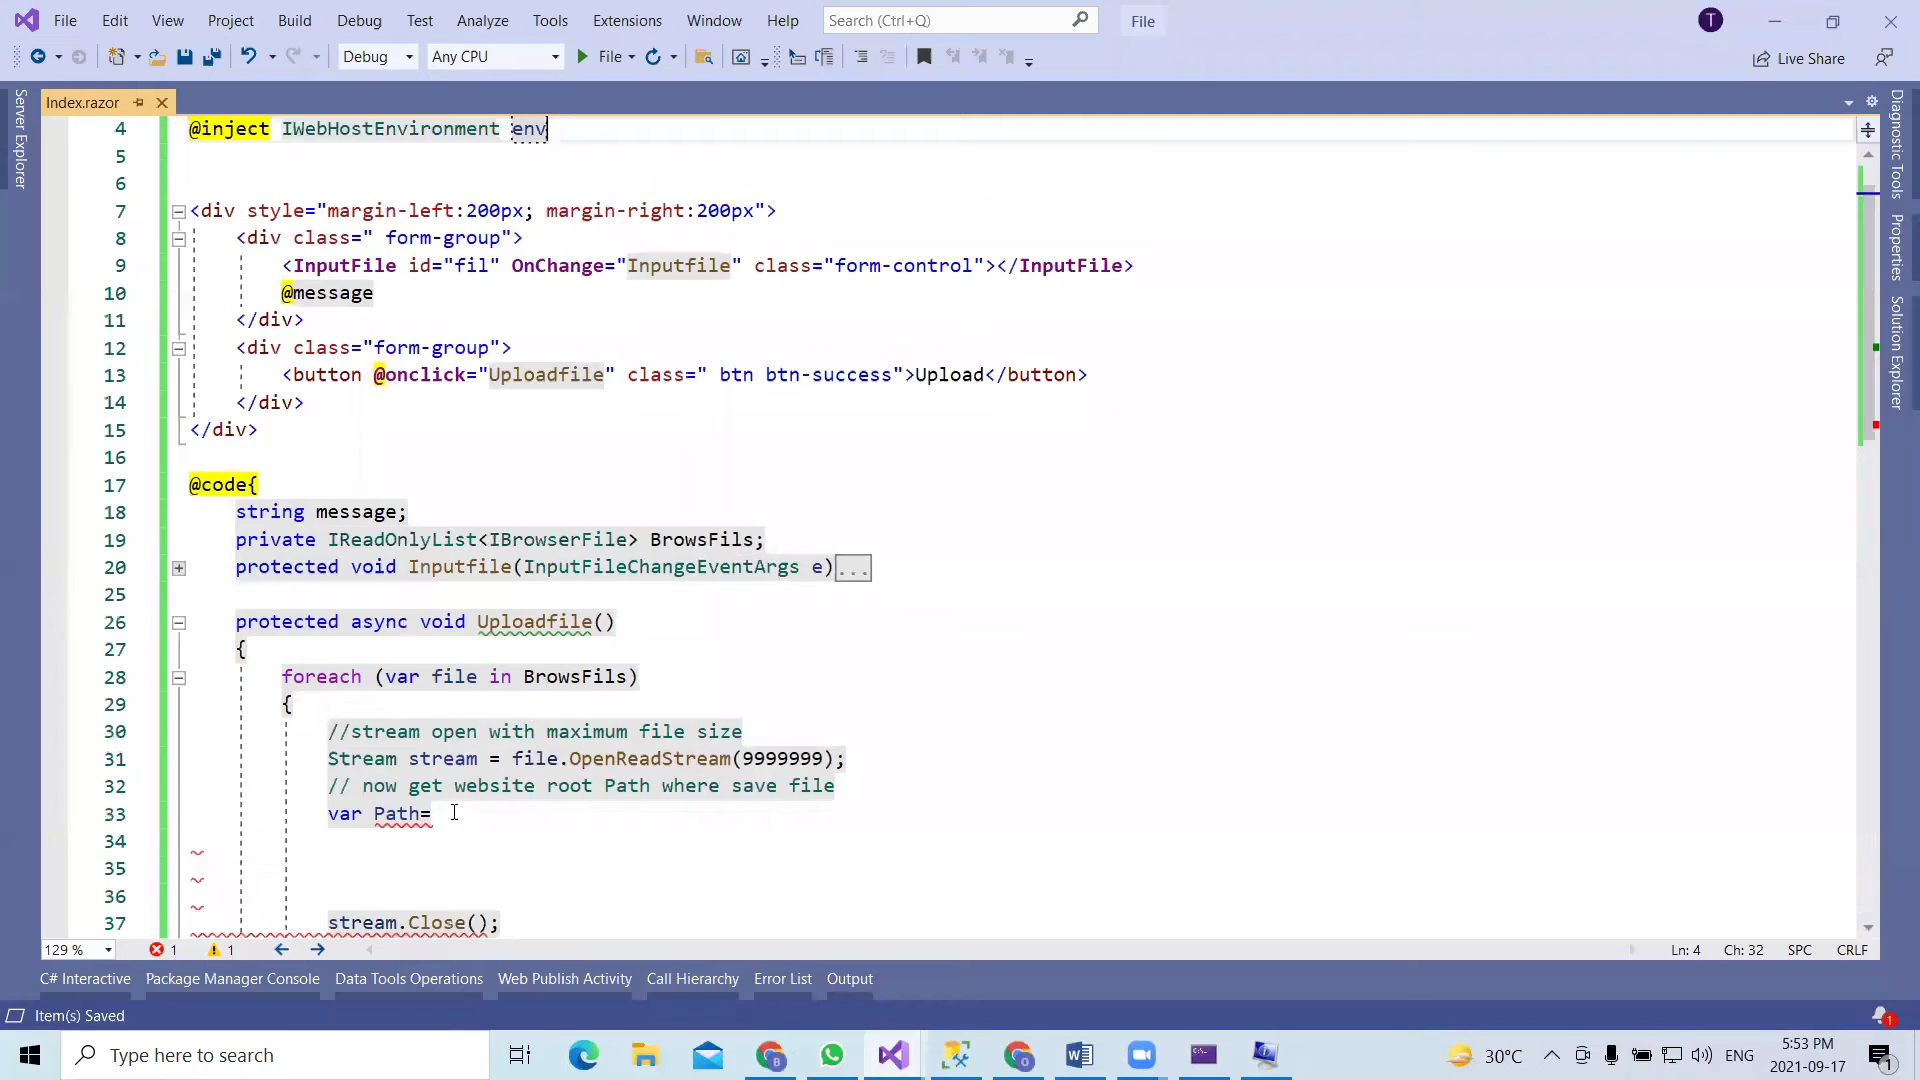 File Edit View Project Build Debug Test Analyze Tools Extensions Window Help Search (Ctrl+Q) File T
Debug Any CPU File Live Share
Server Explorer
Index.razor
Diagnostic Tools
Properties
Solution Explorer
4 @inject IWebHostEnvironment env
5
6
7 <div style="margin-left:200px; margin-right:200px">
8 <div class=" form-group">
9 <InputFile id="fil" OnChange="Inputfile" class="form-control"></InputFile>
10 @message
11 </div>
12 <div class="form-group">
13 <button @onclick="Uploadfile" class=" btn btn-success">Upload</button>
14 </div>
15 </div>
16
17 @code{
18 string message;
19 private IReadOnlyList<IBrowserFile> BrowsFils;
20 protected void Inputfile(InputFileChangeEventArgs e)...
25
26 protected async void Uploadfile()
27 {
28 foreach (var file in BrowsFils)
29 {
30 //stream open with maximum file size
31 Stream stream = file.OpenReadStream(9999999);
32 // now get website root Path where save file
33 var Path=
34
35
36
37 stream.Close();
129 % 1 1 Ln: 4 Ch: 32 SPC CRLF
C# Interactive Package Manager Console Data Tools Operations Web Publish Activity Call Hierarchy Error List Output
Item(s) Saved 1
Type here to search 30°C ENG 5:53 PM 1
2021-09-17